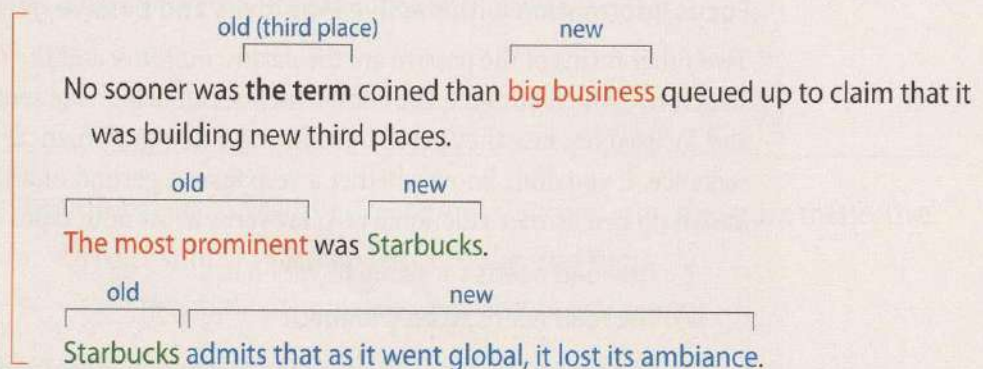 old (third place) new
No sooner was the term coined than big business queued up to claim that it
was building new third places.
old new
The most prominent was Starbucks.
old new
Starbucks admits that as it went global, it lost its ambiance.